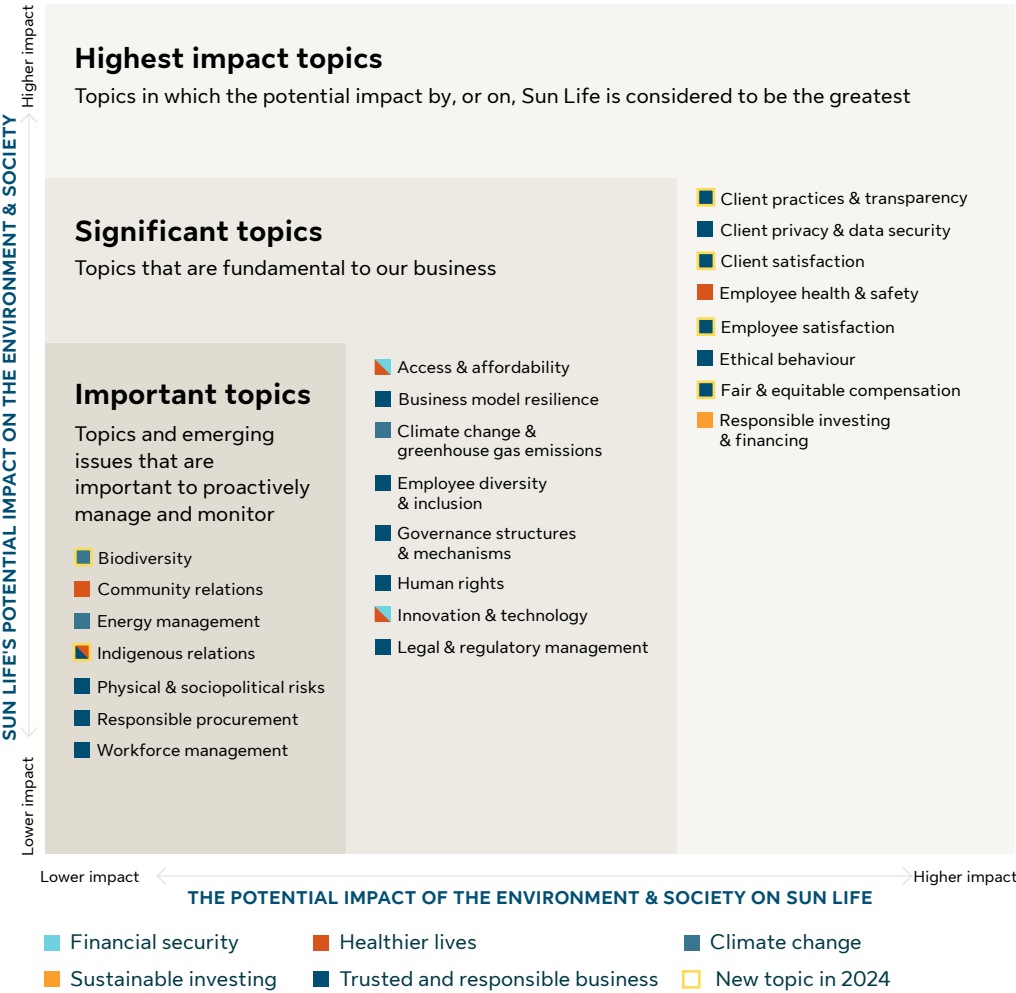 Higher impact
SUN LIFE'S POTENTIAL IMPACT ON THE ENVIRONMENT & SOCIETY
Lower impact
Highest impact topics
Topics in which the potential impact by, or on, Sun Life is considered to be the greatest
Client practices & transparency
Client privacy & data security
Client satisfaction
Employee health & safety
Employee satisfaction
Ethical behaviour
Fair & equitable compensation
Responsible investing
& financing
Significant topics
Topics that are fundamental to our business
Access & affordability
Business model resilience
Climate change &
greenhouse gas emissions
Employee diversity
& inclusion
Governance structures
& mechanisms
Human rights
Innovation & technology
Legal & regulatory management
Important topics
Topics and emerging
issues that are
important to proactively
manage and monitor
Biodiversity
Community relations
Energy management
Indigenous relations
Physical & sociopolitical risks
Responsible procurement
Workforce management
Lower impact
Higher impact
THE POTENTIAL IMPACT OF THE ENVIRONMENT & SOCIETY ON SUN LIFE
Financial security
Healthier lives
Climate change
Sustainable investing
Trusted and responsible business
New topic in 2024